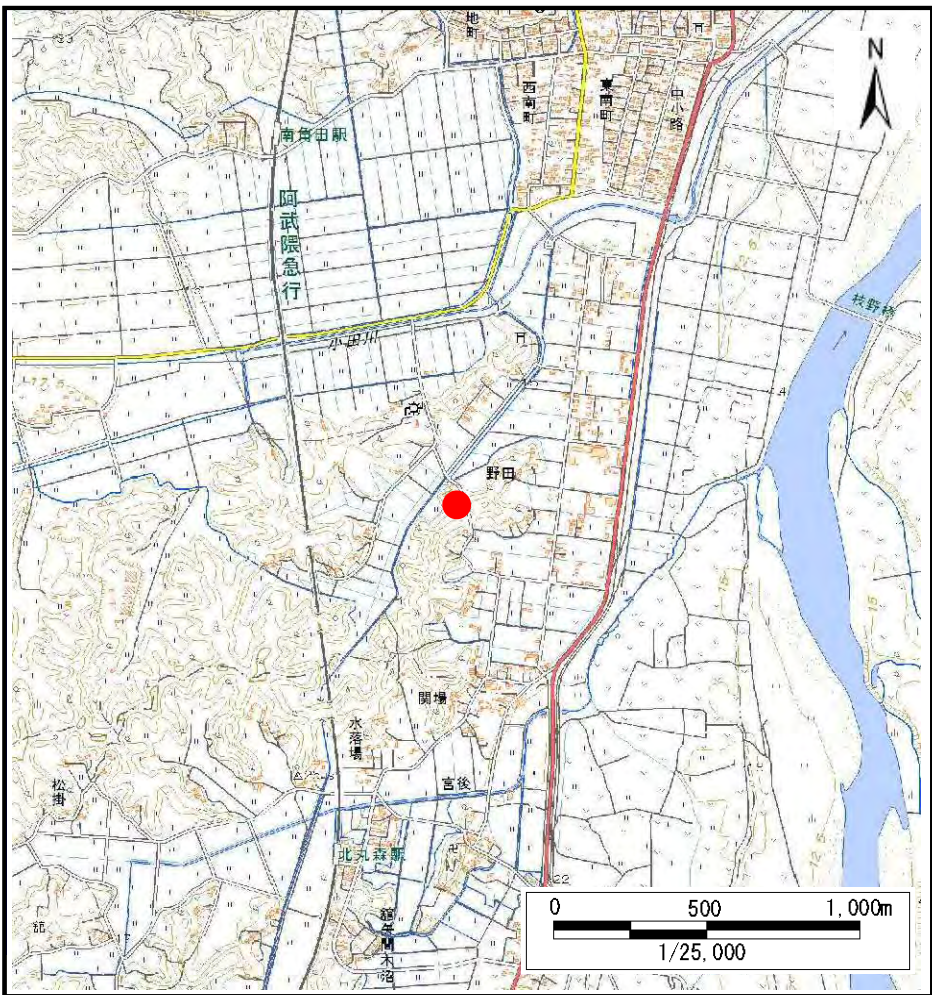 地町
西南町
東南町
中小路
N
南角田駅
阿武隈急行
枝野橋
小田川
野田
関場
水落場
松掛
宮後
北丸森駅
舘
22
0 500 1,000m
1/25,000